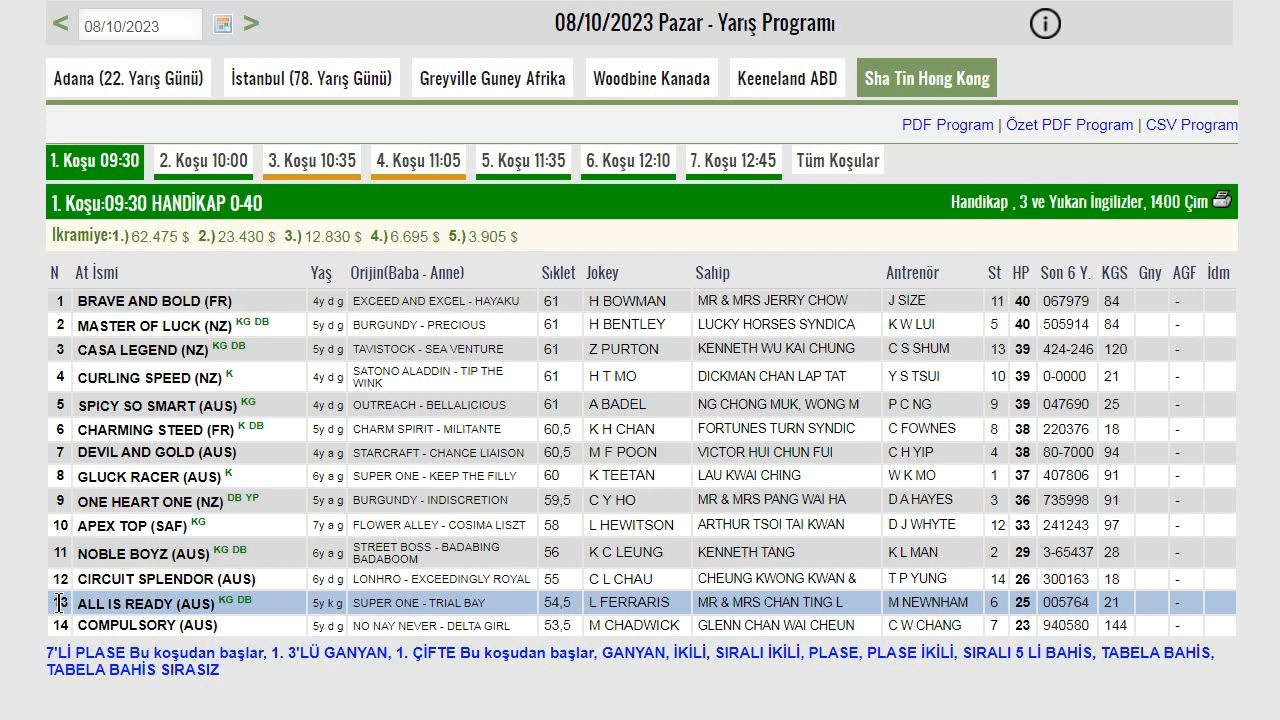 < 08/10/2023 > 08/10/2023 Pazar - Yarış Programı
Adana (22. Yarış Günü) İstanbul (78. Yarış Günü) Greyville Guney Afrika Woodbine Kanada Keeneland ABD Sha Tin Hong Kong
PDF Program | Özet PDF Program | CSV Program
1. Koşu 09:30 2. Koşu 10:00 3. Koşu 10:35 4. Koşu 11:05 5. Koşu 11:35 6. Koşu 12:10 7. Koşu 12:45 Tüm Koşular
1. Koşu:09:30 HANDİKAP 0-40 Handikap , 3 ve Yukarı İngilizler, 1400 Çim
Ikramiye:1.) 62.475 $ 2.) 23.430 $ 3.) 12.830 $ 4.) 6.695 $ 5.) 3.905 $
N At İsmi Yaş Orijin(Baba - Anne) Sıklet Jokey Sahip Antrenör St HP Son 6 Y. KGS Gny AGF İdm
1 BRAVE AND BOLD (FR) 4y d g EXCEED AND EXCEL - HAYAKU 61 H BOWMAN MR & MRS JERRY CHOW J SIZE 11 40 067979 84 -
2 MASTER OF LUCK (NZ) KG DB 5y d g BURGUNDY - PRECIOUS 61 H BENTLEY LUCKY HORSES SYNDICA K W LUI 5 40 505914 84 -
3 CASA LEGEND (NZ) KG DB 5y d g TAVISTOCK - SEA VENTURE 61 Z PURTON KENNETH WU KAI CHUNG C S SHUM 13 39 424-246 120 -
4 CURLING SPEED (NZ) K 4y d g SATONO ALADDIN - TIP THE WINK 61 H T MO DICKMAN CHAN LAP TAT Y S TSUI 10 39 0-0000 21 -
5 SPICY SO SMART (AUS) KG 4y d g OUTREACH - BELLALICIOUS 61 A BADEL NG CHONG MUK, WONG M P C NG 9 39 047690 25 -
6 CHARMING STEED (FR) K DB 5y d g CHARM SPIRIT - MILITANTE 60,5 K H CHAN FORTUNES TURN SYNDIC C FOWNES 8 38 220376 18 -
7 DEVIL AND GOLD (AUS) 4y a g STARCRAFT - CHANCE LIAISON 60,5 M F POON VICTOR HUI CHUN FUI C H YIP 4 38 80-7000 94 -
8 GLUCK RACER (AUS) K 6y a g SUPER ONE - KEEP THE FILLY 60 K TEETAN LAU KWAI CHING W K MO 1 37 407806 91 -
9 ONE HEART ONE (NZ) DB YP 5y a g BURGUNDY - INDISCRETION 59,5 C Y HO MR & MRS PANG WAI HA D A HAYES 3 36 735998 91 -
10 APEX TOP (SAF) KG 7y a g FLOWER ALLEY - COSIMA LISZT 58 L HEWITSON ARTHUR TSOI TAI KWAN D J WHYTE 12 33 241243 97 -
11 NOBLE BOYZ (AUS) KG DB 6y a g STREET BOSS - BADABING BADABOOM 56 K C LEUNG KENNETH TANG K L MAN 2 29 3-65437 28 -
12 CIRCUIT SPLENDOR (AUS) 6y d g LONHRO - EXCEEDINGLY ROYAL 55 C L CHAU CHEUNG KWONG KWAN & T P YUNG 14 26 300163 18 -
13 ALL IS READY (AUS) KG DB 5y k g SUPER ONE - TRIAL BAY 54,5 L FERRARIS MR & MRS CHAN TING L M NEWNHAM 6 25 005764 21 -
14 COMPULSORY (AUS) 5y d g NO NAY NEVER - DELTA GIRL 53,5 M CHADWICK GLENN CHAN WAI CHEUN C W CHANG 7 23 940580 144 -
7'Lİ PLASE Bu koşudan başlar, 1. 3'LÜ GANYAN, 1. ÇİFTE Bu koşudan başlar, GANYAN, İKİLİ, SIRALI İKİLİ, PLASE, PLASE İKİLİ, SIRALI 5 Lİ BAHİS, TABELA BAHİS,
TABELA BAHİS SIRASIZ